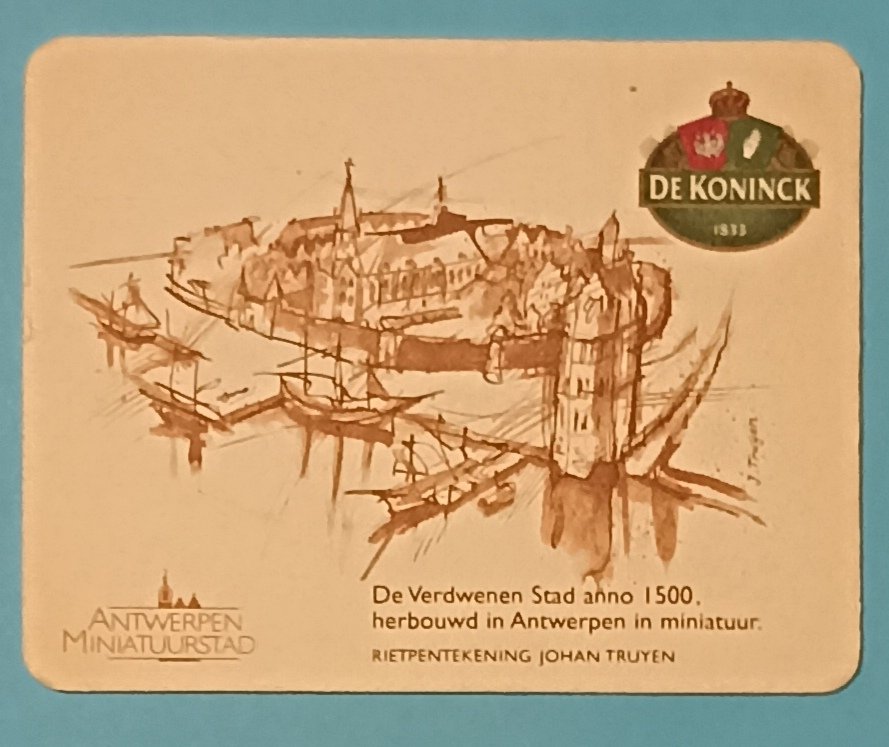 DE KONINCK
1833
J. Truyen
De Verdwenen Stad anno 1500,
herbouwd in Antwerpen in miniatuur.
RIETPENTEKENING JOHAN TRUYEN
ANTWERPEN
MINIATUURSTAD